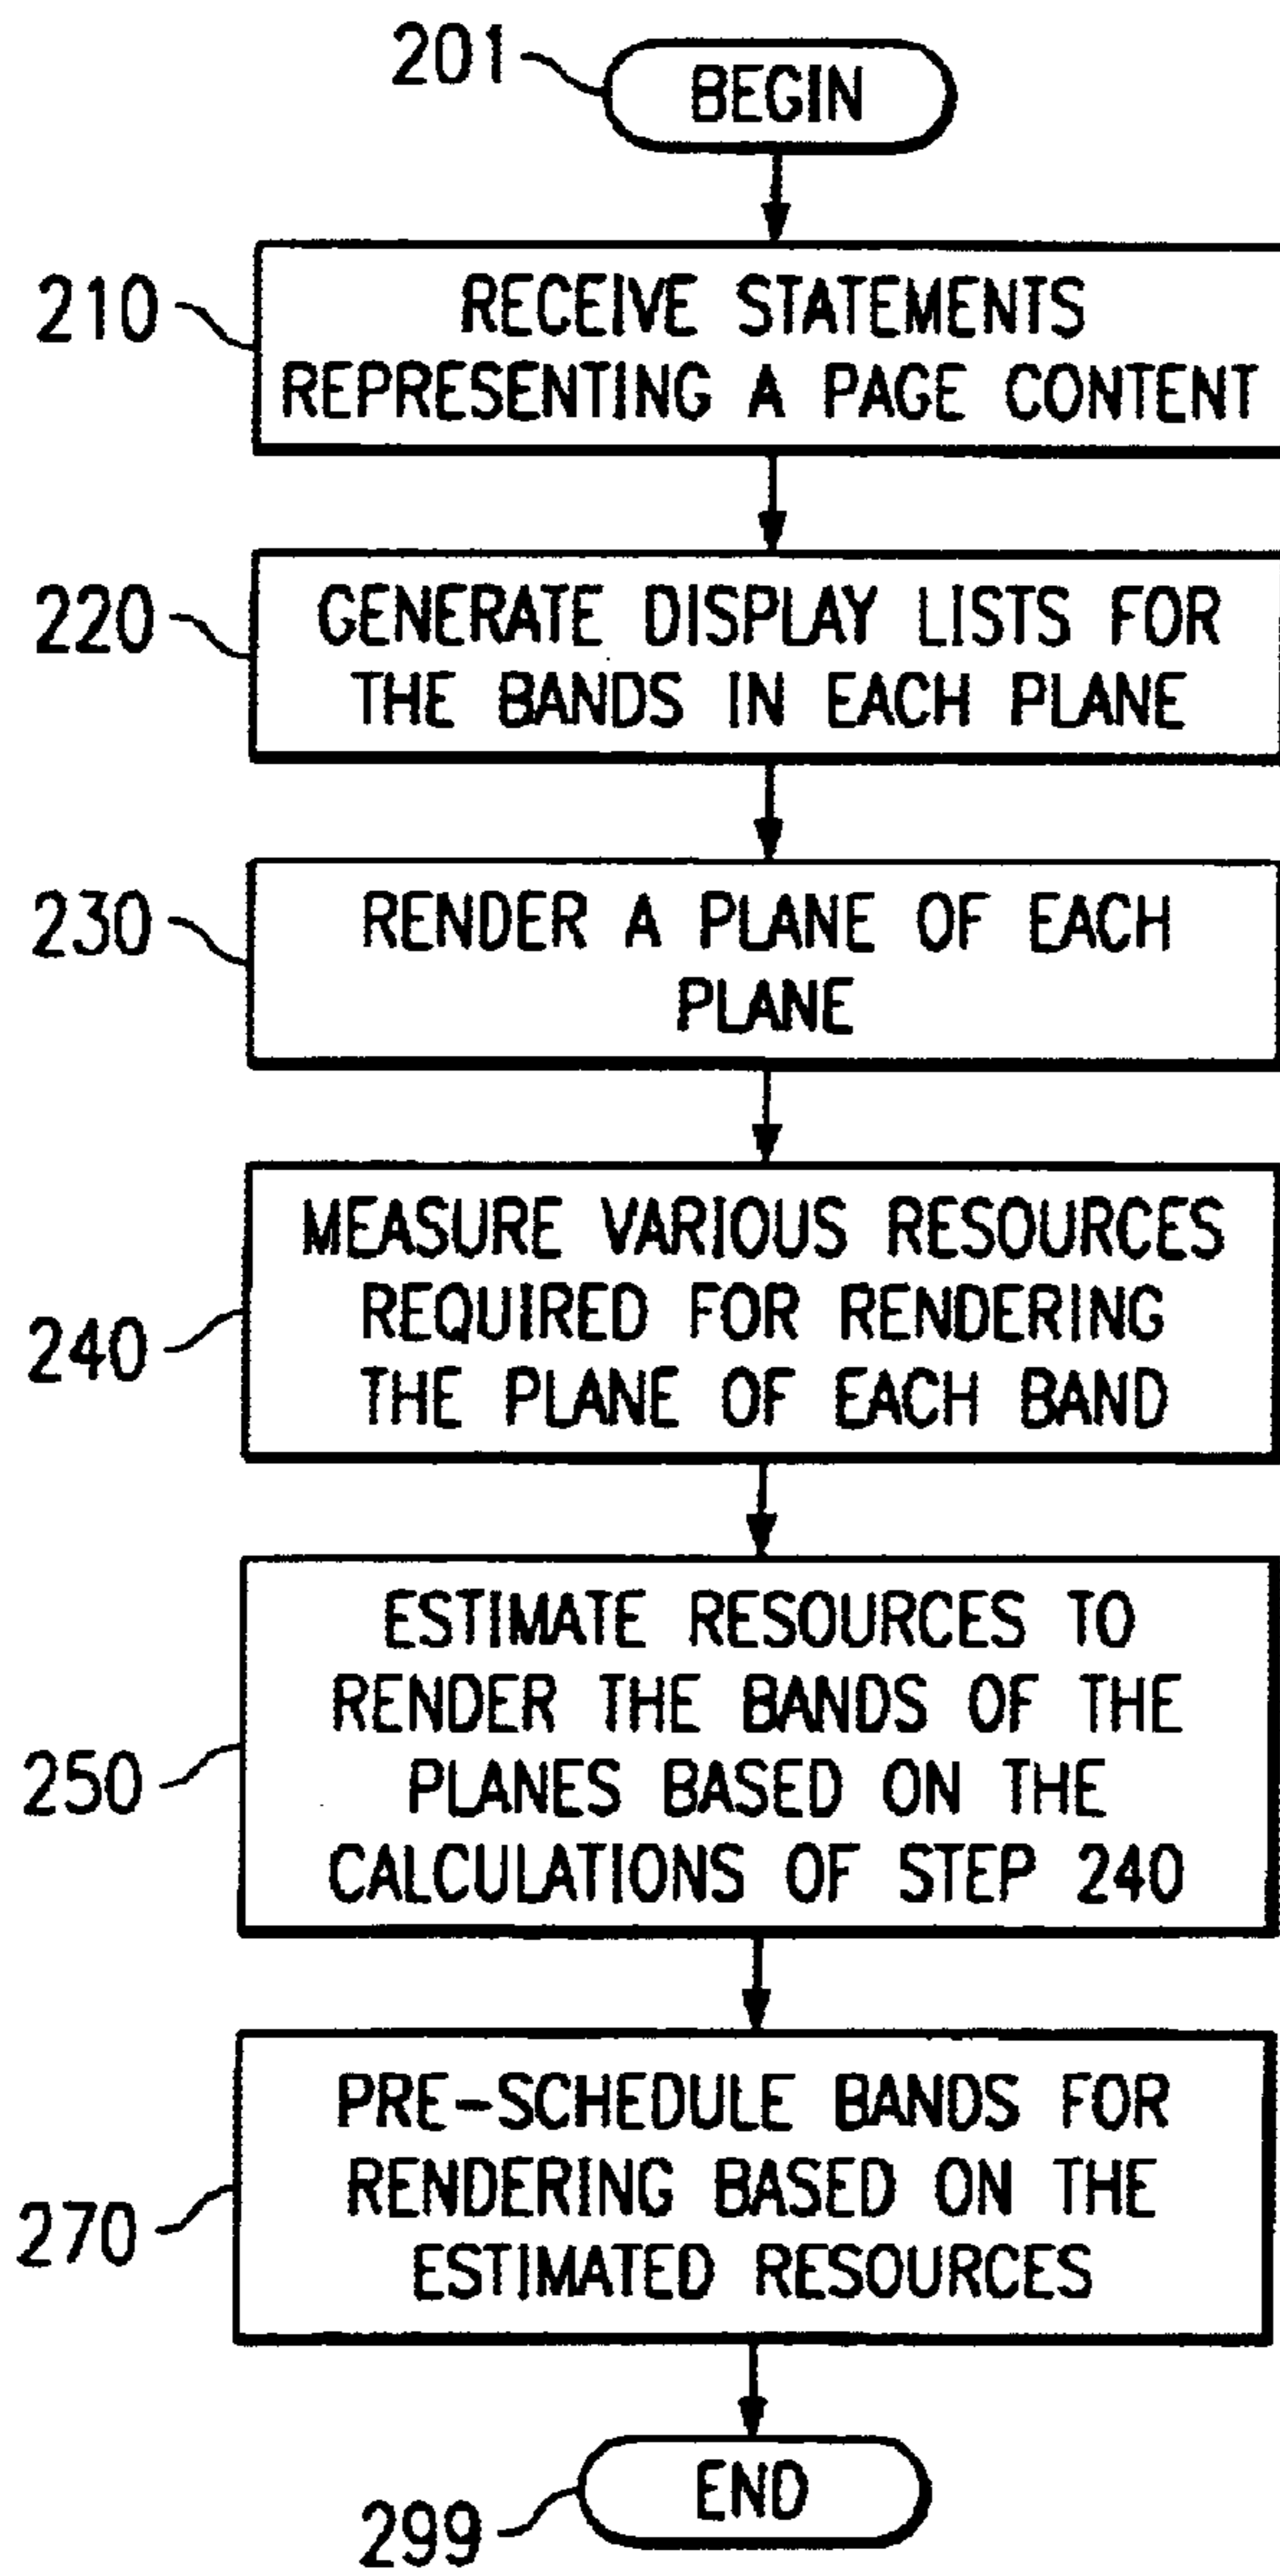 201
BEGIN
210
RECEIVE STATEMENTS
REPRESENTING A PAGE CONTENT
220
GENERATE DISPLAY LISTS FOR
THE BANDS IN EACH PLANE
230
RENDER A PLANE OF EACH
PLANE
240
MEASURE VARIOUS RESOURCES
REQUIRED FOR RENDERING
THE PLANE OF EACH BAND
250
ESTIMATE RESOURCES TO
RENDER THE BANDS OF THE
PLANES BASED ON THE
CALCULATIONS OF STEP 240
270
PRE-SCHEDULE BANDS FOR
RENDERING BASED ON THE
ESTIMATED RESOURCES
299
END